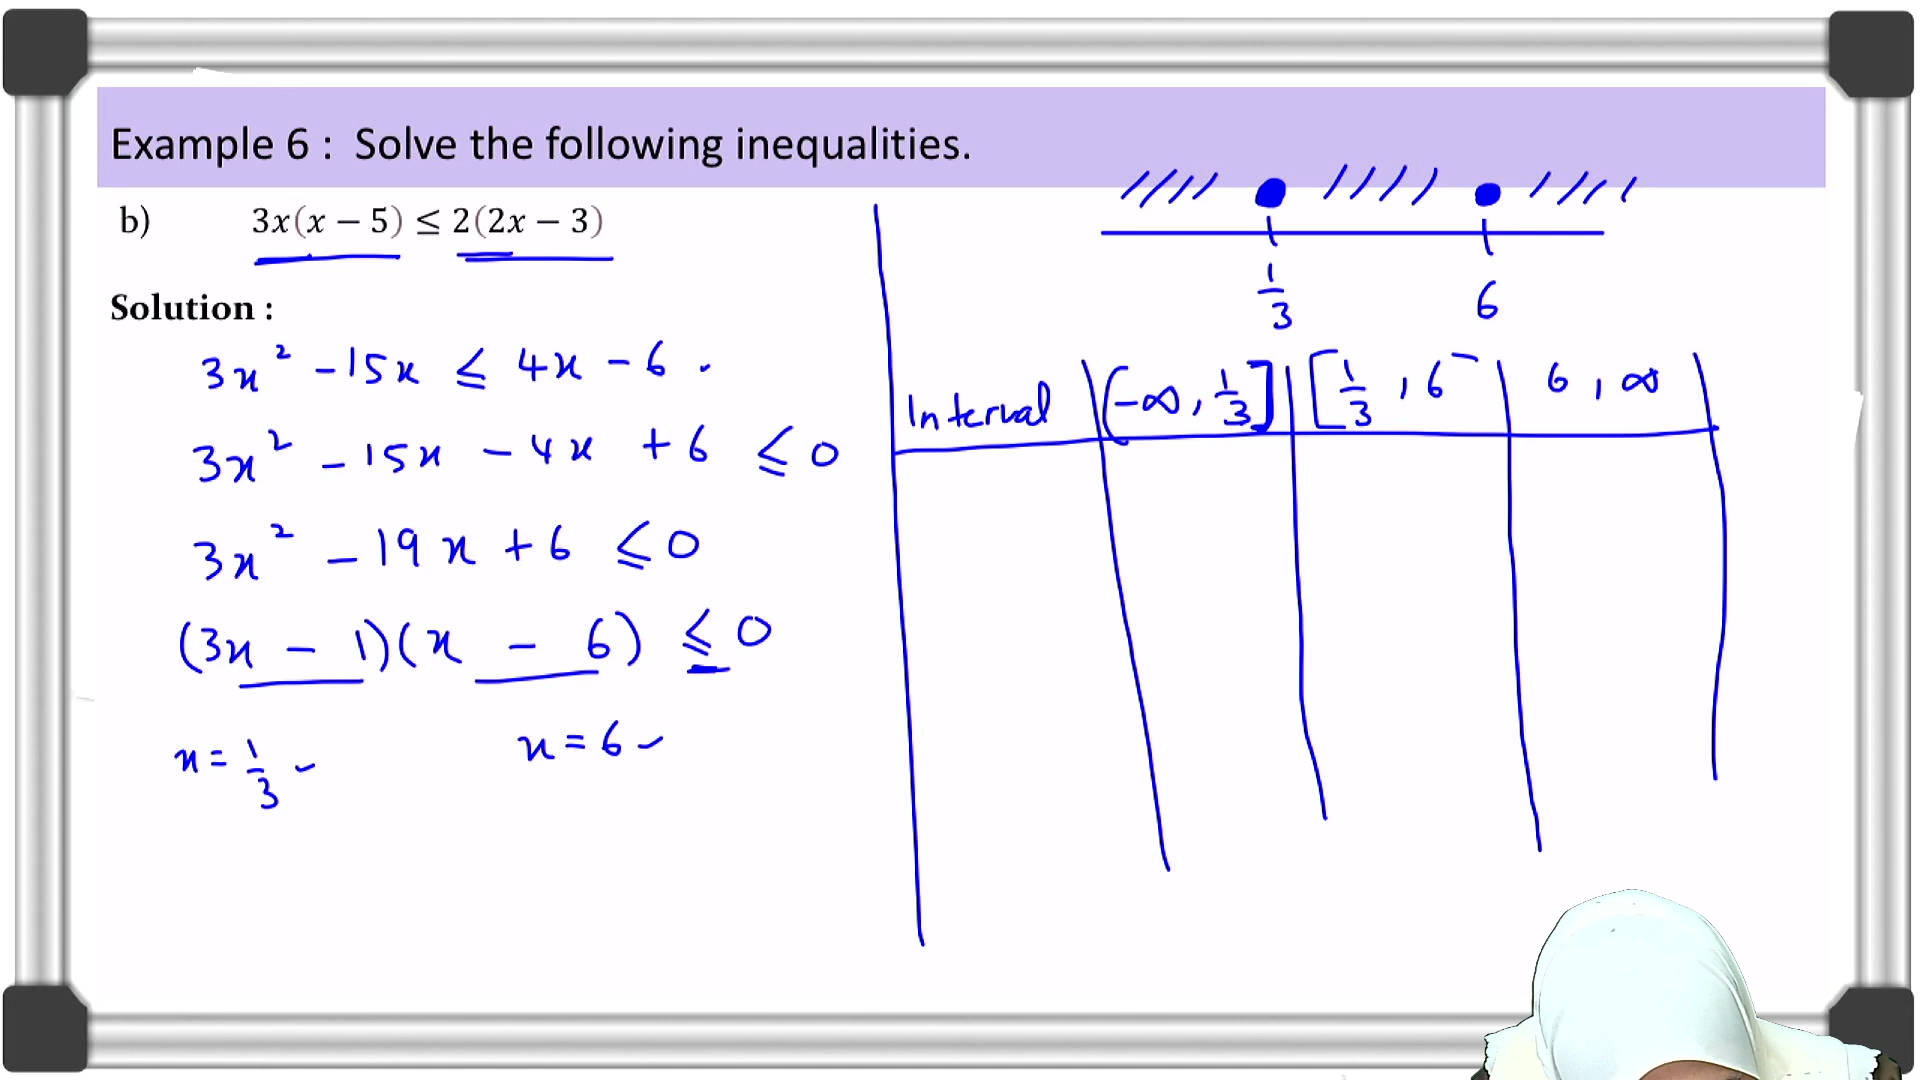 Example 6 : Solve the following inequalities.
b) 3x(x − 5) ≤ 2(2x − 3)
Solution :
3x² - 15x ≤ 4x - 6
3x² - 15x - 4x + 6 ≤ 0
3x² - 19x + 6 ≤ 0
(3x - 1)(x - 6) ≤ 0
x = 1/3 x = 6
1/3 6
Interval (-∞, 1/3] [1/3, 6 6, ∞